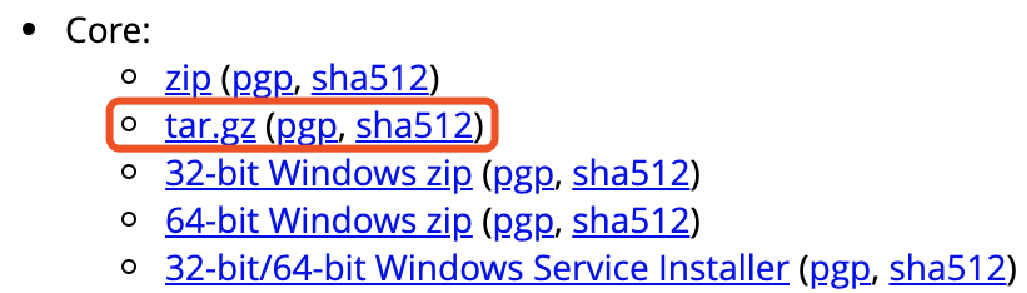 Core:
zip (pgp, sha512)
tar.gz (pgp, sha512)
32-bit Windows zip (pgp, sha512)
64-bit Windows zip (pgp, sha512)
32-bit/64-bit Windows Service Installer (pgp, sha512)